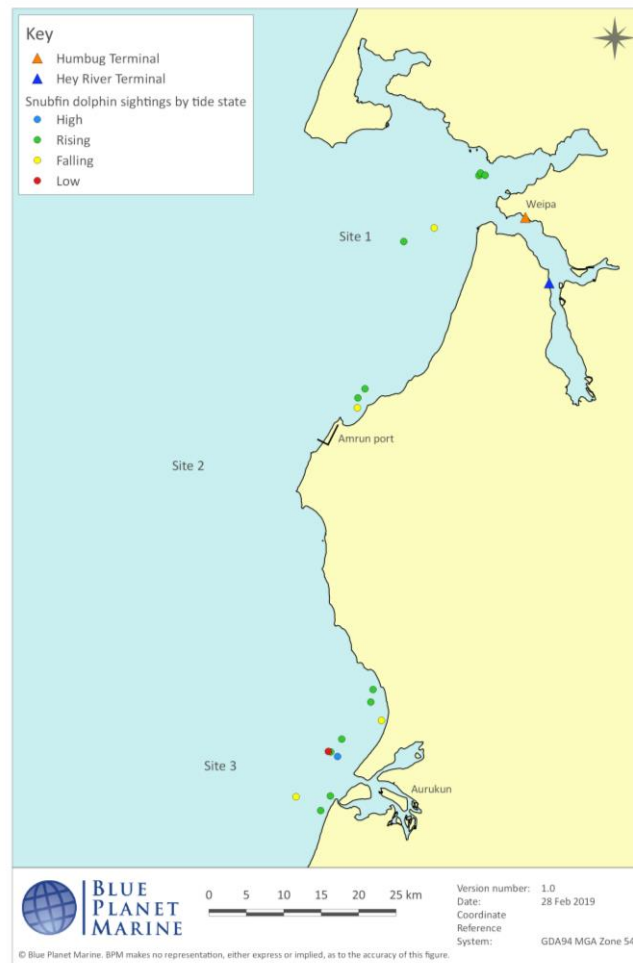 Key
Humbug Terminal
Hey River Terminal
Snubfin dolphin sightings by tide state
High
Rising
Falling
Low
Weipa
Site 1
Amrun port
Site 2
Site 3
Aurukun
BLUE
PLANET
MARINE
0 5 10 15 20 25 km
Version number: 1.0
Date: 28 Feb 2019
Coordinate
Reference
System: GDA94 MGA Zone 54
© Blue Planet Marine. BPM makes no representation, either express or implied, as to the accuracy of this figure.